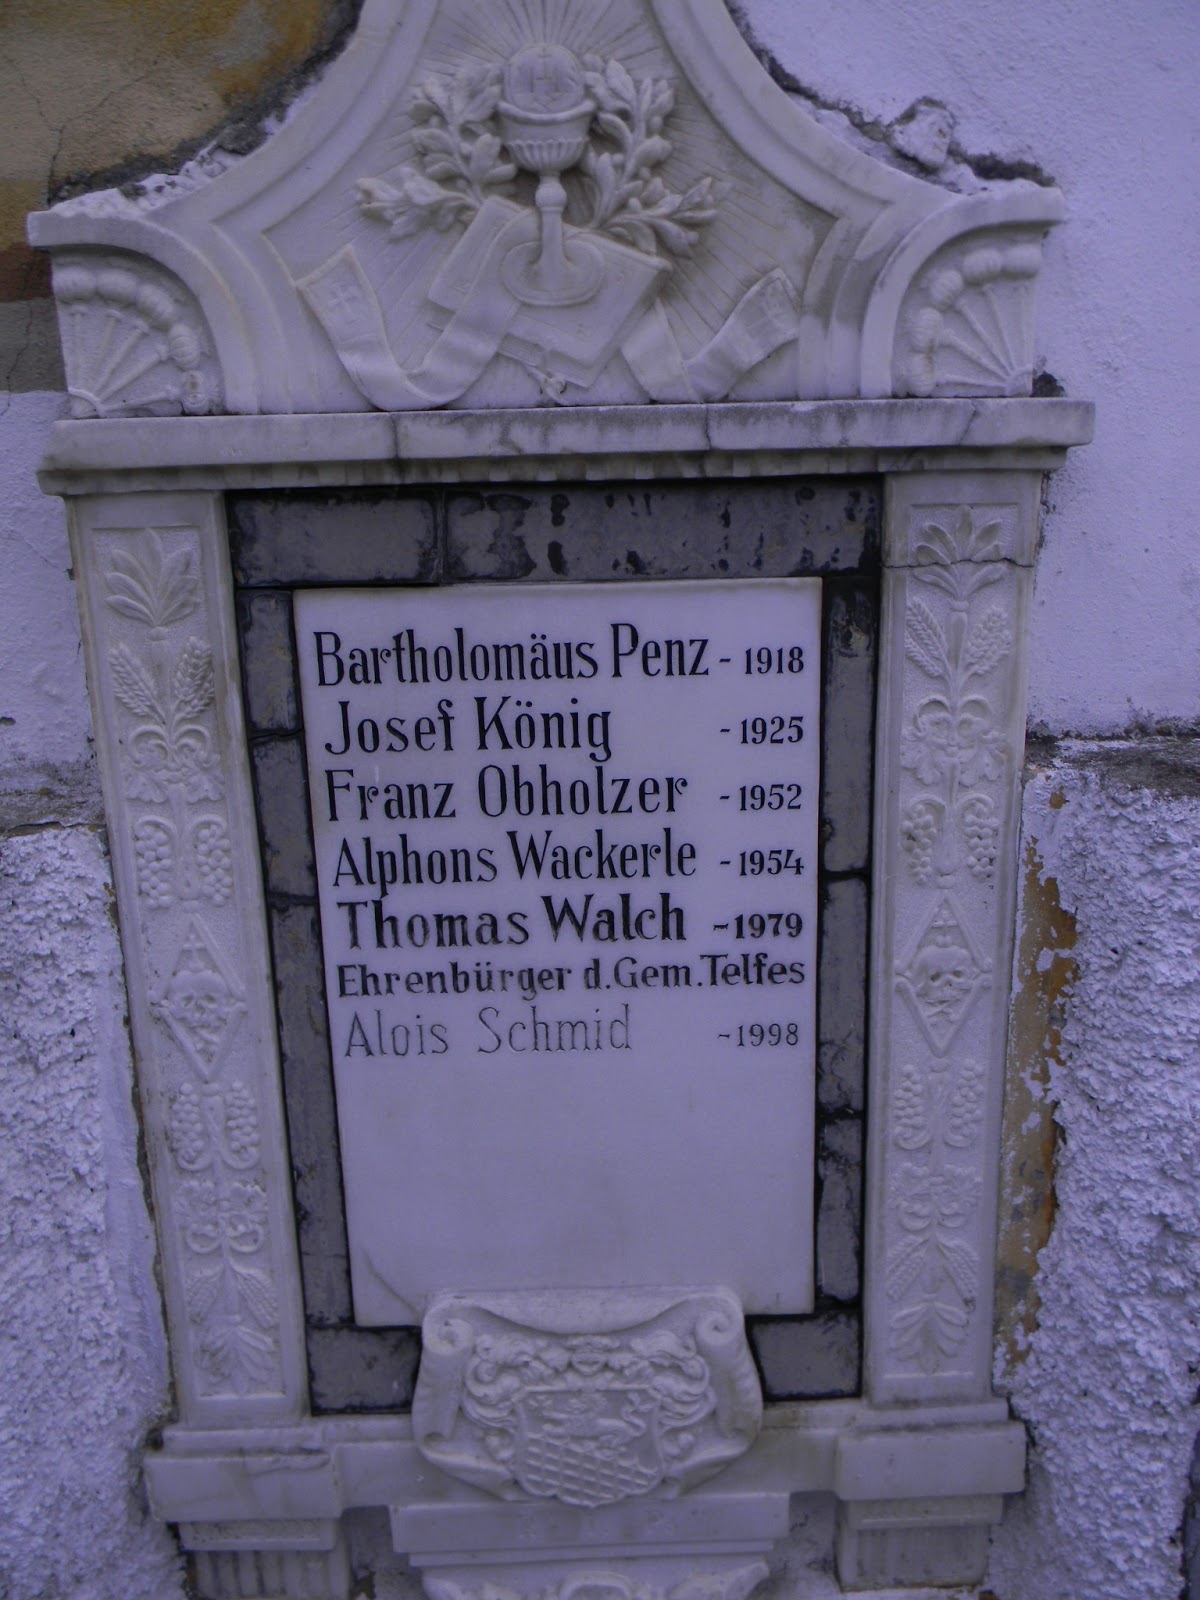 IHS
Bartholomäus Penz - 1918
Josef König - 1925
Franz Obholzer - 1952
Alphons Wackerle - 1954
Thomas Walch - 1979
Ehrenbürger d. Gem. Telfes
Alois Schmid - 1998